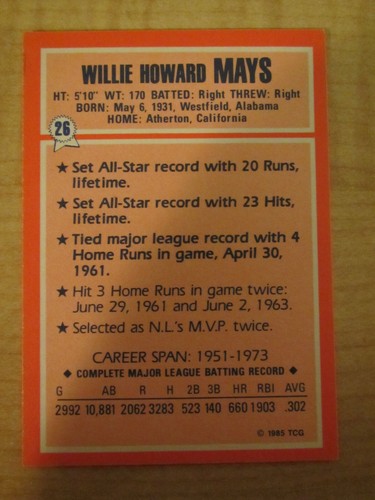 WILLIE HOWARD MAYS
HT: 5'10" WT: 170 BATTED: Right THREW: Right
BORN: May 6, 1931, Westfield, Alabama
HOME: Atherton, California
26
★ Set All-Star record with 20 Runs,
lifetime.
★ Set All-Star record with 23 Hits,
lifetime.
★ Tied major league record with 4
Home Runs in game, April 30,
1961.
★ Hit 3 Home Runs in game twice:
June 29, 1961 and June 2, 1963.
★ Selected as N.L.'s M.V.P. twice.
CAREER SPAN: 1951-1973
◆ COMPLETE MAJOR LEAGUE BATTING RECORD ◆
G AB R H 2B 3B HR RBI AVG
2992 10,881 2062 3283 523 140 660 1903 .302
© 1985 TCG